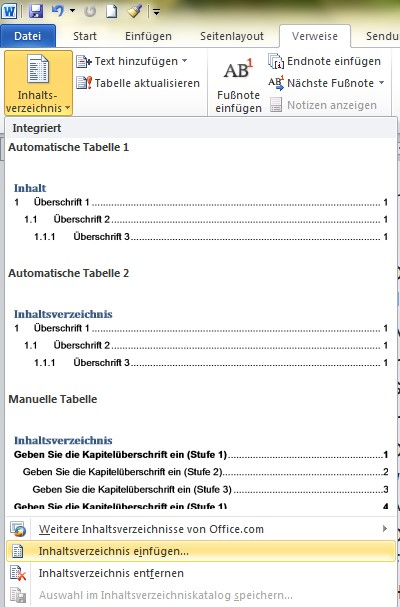 Datei Start Einfügen Seitenlayout Verweise Sendu
Inhalts-
verzeichnis
Text hinzufügen
Tabelle aktualisieren
AB1
Fußnote
einfügen
Endnote einfügen
AB1 Nächste Fußnote
Notizen anzeigen
Integriert
Automatische Tabelle 1
Inhalt
1 Überschrift 1 ........ 1
1.1 Überschrift 2 ........ 1
1.1.1 Überschrift 3 ........ 1
Automatische Tabelle 2
Inhaltsverzeichnis
1 Überschrift 1 ........ 1
1.1 Überschrift 2 ........ 1
1.1.1 Überschrift 3 ........ 1
Manuelle Tabelle
Inhaltsverzeichnis
Geben Sie die Kapitelüberschrift ein (Stufe 1) ........ 1
Geben Sie die Kapitelüberschrift ein (Stufe 2) ........ 2
Geben Sie die Kapitelüberschrift ein (Stufe 3) ........ 3
Geben Sie die Kapitelüberschrift ein (Stufe 1) ........ 4
Weitere Inhaltsverzeichnisse von Office.com
Inhaltsverzeichnis einfügen...
Inhaltsverzeichnis entfernen
Auswahl im Inhaltsverzeichniskatalog speichern...